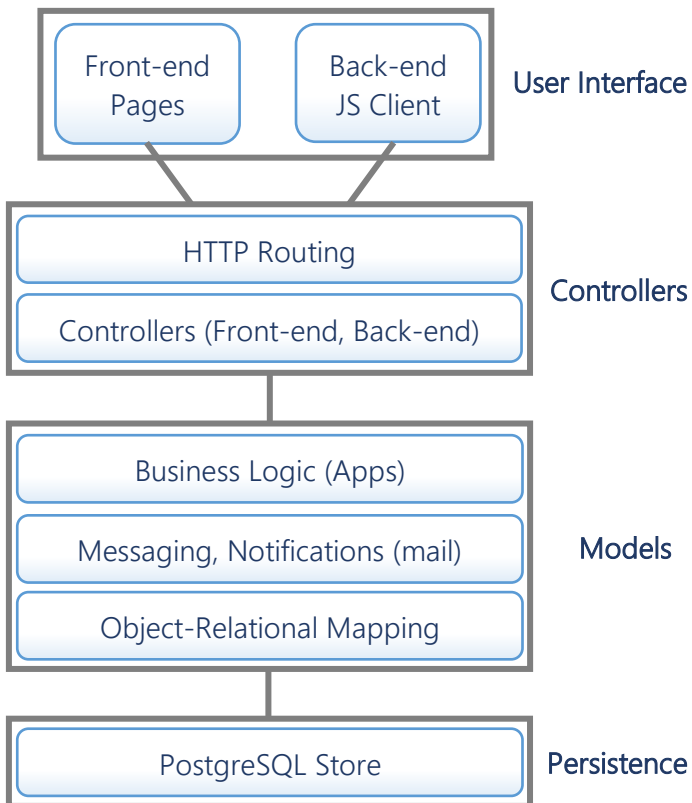 Front-end
Pages
Back-end
JS Client
User Interface
HTTP Routing
Controllers (Front-end, Back-end)
Controllers
Business Logic (Apps)
Messaging, Notifications (mail)
Object-Relational Mapping
Models
PostgreSQL Store
Persistence